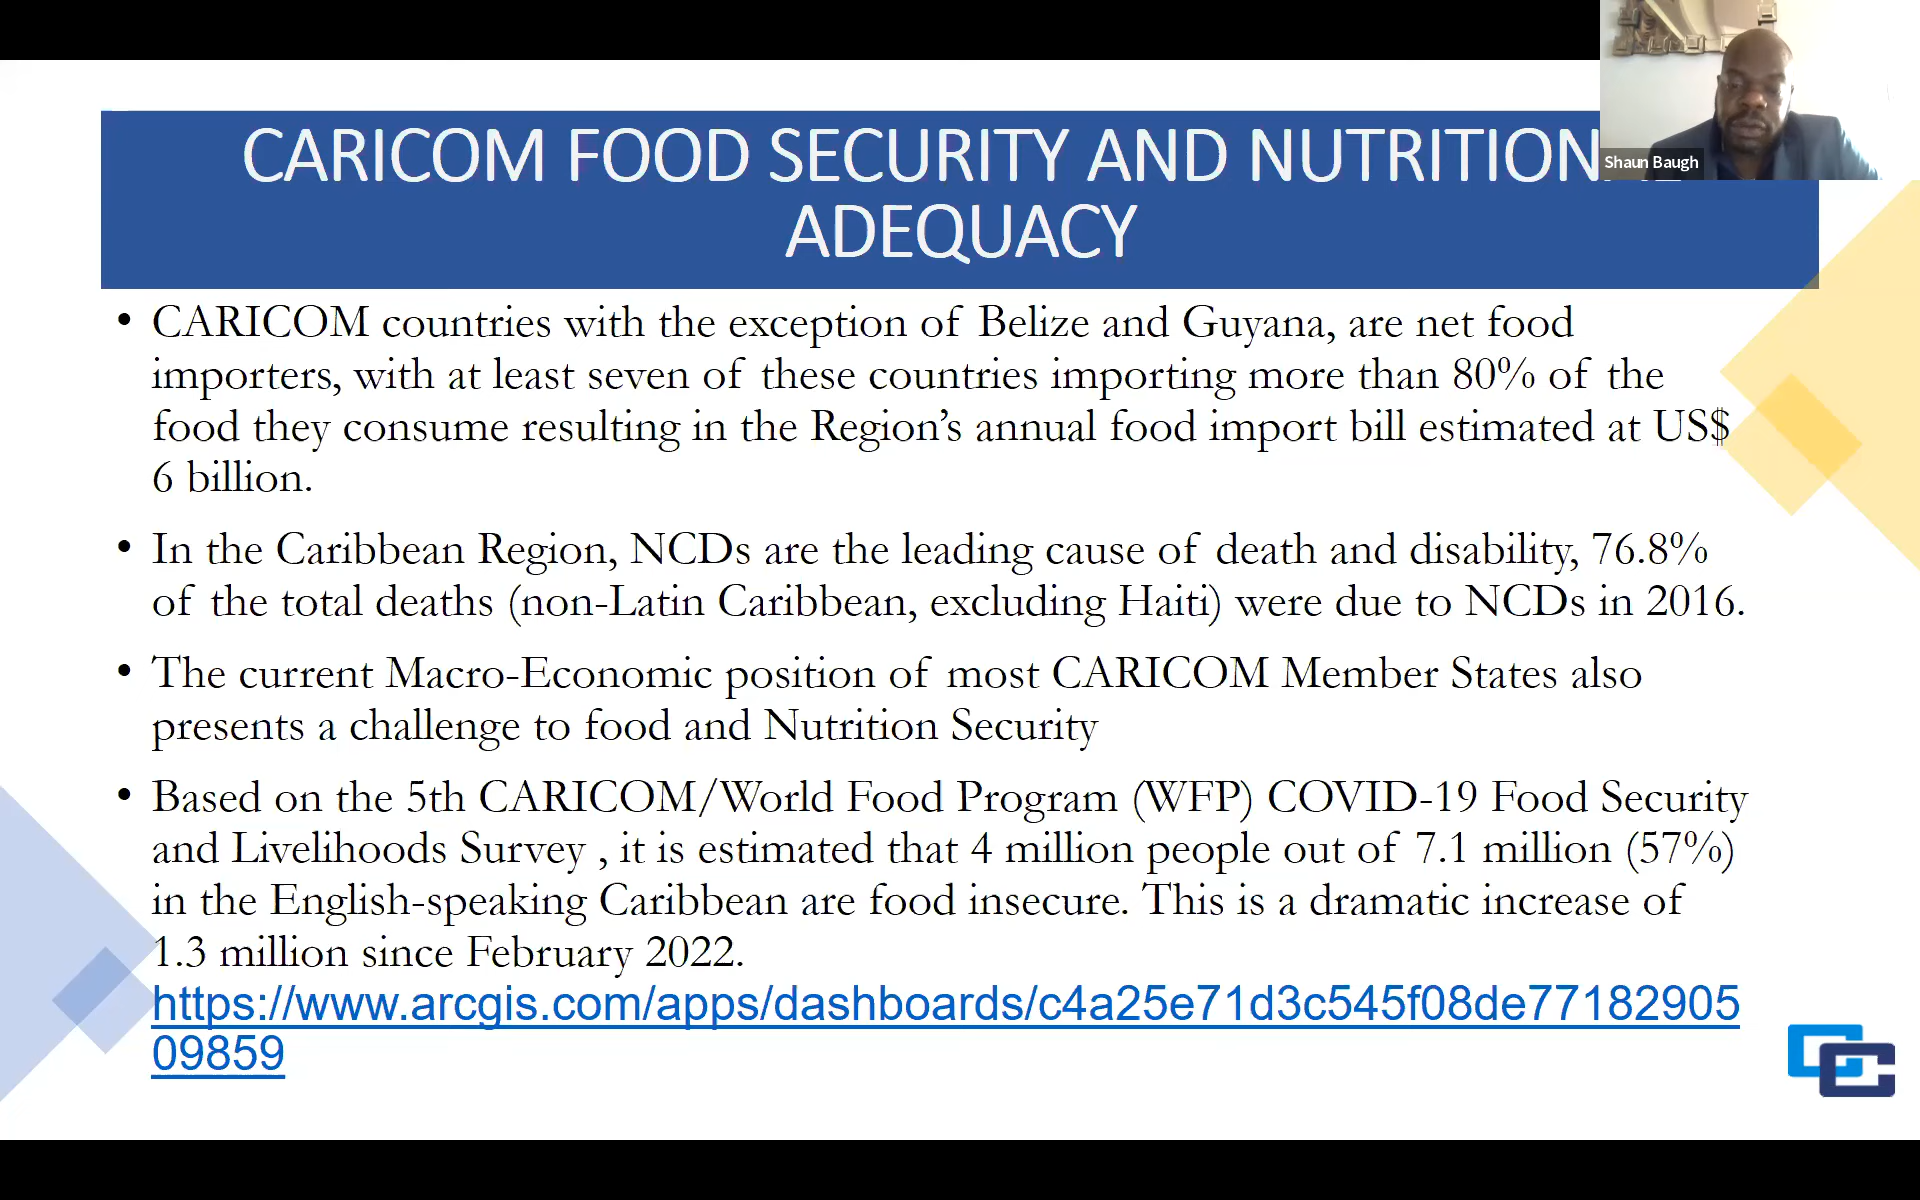 CARICOM FOOD SECURITY AND NUTRITION
ADEQUACY
Shaun Baugh
• CARICOM countries with the exception of Belize and Guyana, are net food
importers, with at least seven of these countries importing more than 80% of the
food they consume resulting in the Region’s annual food import bill estimated at US$
6 billion.
• In the Caribbean Region, NCDs are the leading cause of death and disability, 76.8%
of the total deaths (non-Latin Caribbean, excluding Haiti) were due to NCDs in 2016.
• The current Macro-Economic position of most CARICOM Member States also
presents a challenge to food and Nutrition Security
• Based on the 5th CARICOM/World Food Program (WFP) COVID-19 Food Security
and Livelihoods Survey , it is estimated that 4 million people out of 7.1 million (57%)
in the English-speaking Caribbean are food insecure. This is a dramatic increase of
1.3 million since February 2022.
https://www.arcgis.com/apps/dashboards/c4a25e71d3c545f08de77182905
09859